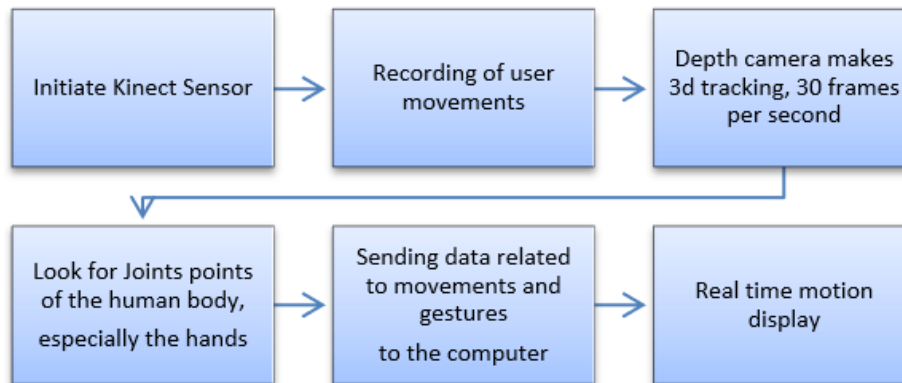 Initiate Kinect Sensor
Recording of user
movements
Depth camera makes
3d tracking, 30 frames
per second
Look for Joints points
of the human body,
especially the hands
Sending data related
to movements and
gestures
to the computer
Real time motion
display